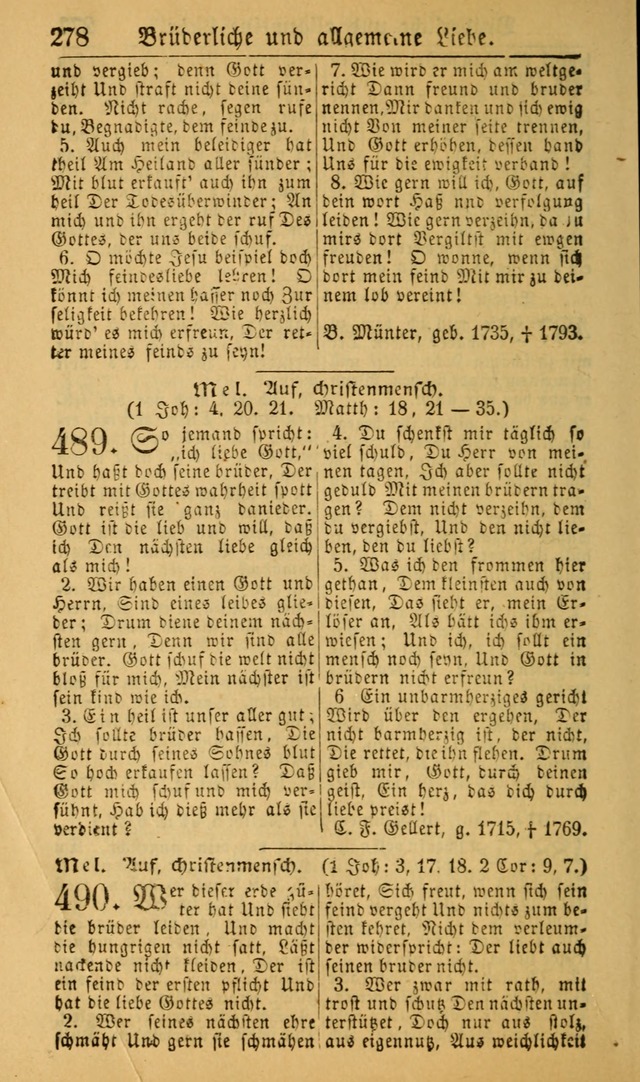 278 Brüderliche und allgemeine Liebe.
und vergieb; denn Gott ver-
zeiht Und straft nicht deine sün-
den. Nicht rache, segen rufe
du, Begnadigte, dem feinde zu.
5. Auch mein beleidiger hat
theil Am Heiland aller sünder;
Mit blut erkauft' auch ihn zum
heil Der Todesüberwinder; An
mich und ihn ergeht der ruf Des
Gottes, der uns beide schuf.
6. O möchte Jesu beispiel doch
Mich feindesliebe lehren! O
könnt ich meinen hasser noch Zur
seligkeit bekehren! Wie herzlich
würd' es mich erfreun, Der ret-
ter meines feinds zu seyn!
7. Wie wird er mich am weltge-
richt Dann freund und bruder
nennen, Mir danken und sich ewig
nicht Von meiner seite trennen,
Und Gott erhöhen, dessen hand
Uns für die ewigkeit verband!
8. Wie gern will ich, Gott, auf
dein wort Haß nnd verfolgung
leiden! Wie gern verzeihn, da du
mirs dort Vergiltst mit ewgen
freuden! O wonne, wenn sich
dort mein feind Mit mir zu dei-
nem lob vereint!
B. Münter, geb. 1735, † 1793.
Mel. Auf, christenmensch.
(1 Joh: 4, 20. 21. Matth: 18, 21 — 35.)
489. So jemand spricht:
„ich liebe Gott,"
Und haßt doch seine brüder, Der
treibt mit Gottes wahrheit spott
Und reißt sie ganz danieder.
Gott ist die lieb und will, daß
ich Den nächsten liebe gleich
als mich!
2. Wir haben einen Gott und
Herrn, Sind eines leibes glie-
der; Drum diene deinem näch-
sten gern, Denn wir sind alle
brüder. Gott schuf die welt nicht
bloß für mich, Mein nächster ist
sein kind wie ich.
3. Ein heil ist unser aller gut;
Ich sollte brüder hassen, Die
Gott durch seines Sohnes blut
So hoch erkaufen lassen? Daß
Gott mich schuf und mich ver-
sühnt, Hab ich dieß mehr als sie
verdient?
4. Du schenkst mir täglich so
viel schuld, Du Herr von mei-
nen tagen, Ich aber sollte nicht
geduld Mit meinen brüdern tra-
gen? Dem nicht verzeihn, dem
du vergiebst, Und den nicht lie-
ben, den du liebst?
5. Was ich den frommen hier
gethan, Dem kleinsten auch von
diesen, Das sieht er, mein Er-
löser an, Als hätt ichs ihm er-
wiesen; Und ich, ich sollt ein
mensch noch seyn, Und Gott in
brüdern nicht erfreun?
6 Ein unbarmherziges gericht
Wird über den ergehen, Der
nicht barmherzig ist, der nicht,
Die rettet, die ihn flehen. Drum
gieb mir, Gott, durch deinen
geist, Ein herz, das dich durch
liebe preist!
C. F. Gellert, g. 1715, † 1769.
Mel. Auf, christenmensch. (1 Joh: 3, 17. 18. 2 Cor: 9, 7.)
490. Wer dieser erde gü-
ter hat Und sieht
die brüder leiden, Und macht
die hungrigen nicht satt, Läßt
nackende nicht kleiden, Der ist
ein feind der ersten pflicht Und
hat die liebe Gottes nicht.
2. Wer seines nächsten ehre
schmäht Und gern sie schmähen
höret, Sich freut, wenn sich sein
feind vergeht Und nichts zum be-
sten kehret, Nicht dem verleum-
der widerspricht: Der liebt auch
seinen bruder nicht.
3. Wer zwar mit rath, mit
trost und schutz Den nächsten un-
terstützet, Doch nur aus stolz,
aus eigennutz, Aus weichlichkeit